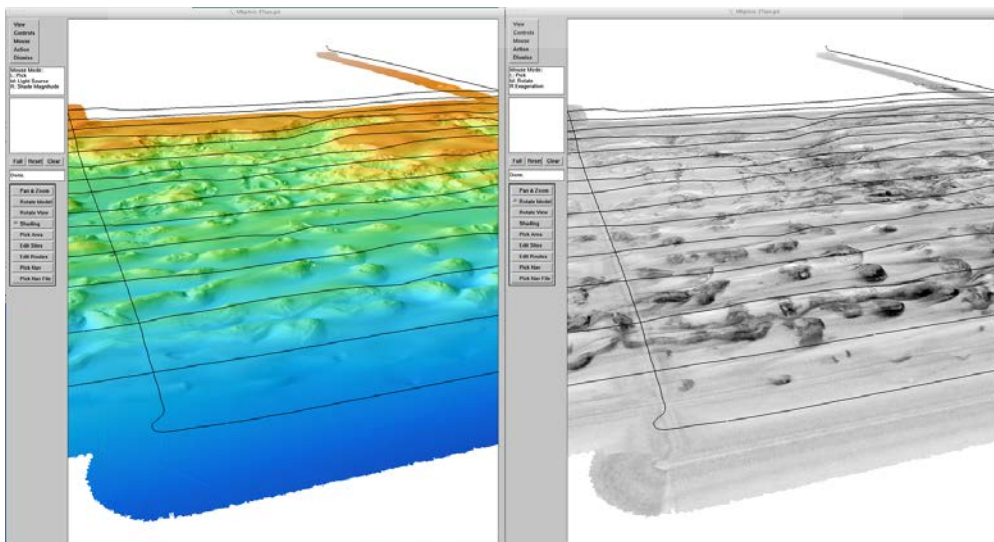 View
Controls
Mouse
Action
Dismiss
Mouse Mode:
L: Pick
M: Light Source
R: Shade Magnitude
Full Reset Clear
Done.
Pan & Zoom
Rotate Model
Rotate View
Shading
Pick Area
Edit Sites
Edit Routes
Pick Nav
Pick Nav File
View
Controls
Mouse
Action
Dismiss
Mouse Mode:
L: Pick
M: Rotate
R: Exageration
Full Reset Clear
Done.
Pan & Zoom
Rotate Model
Rotate View
Shading
Pick Area
Edit Sites
Edit Routes
Pick Nav
Pick Nav File